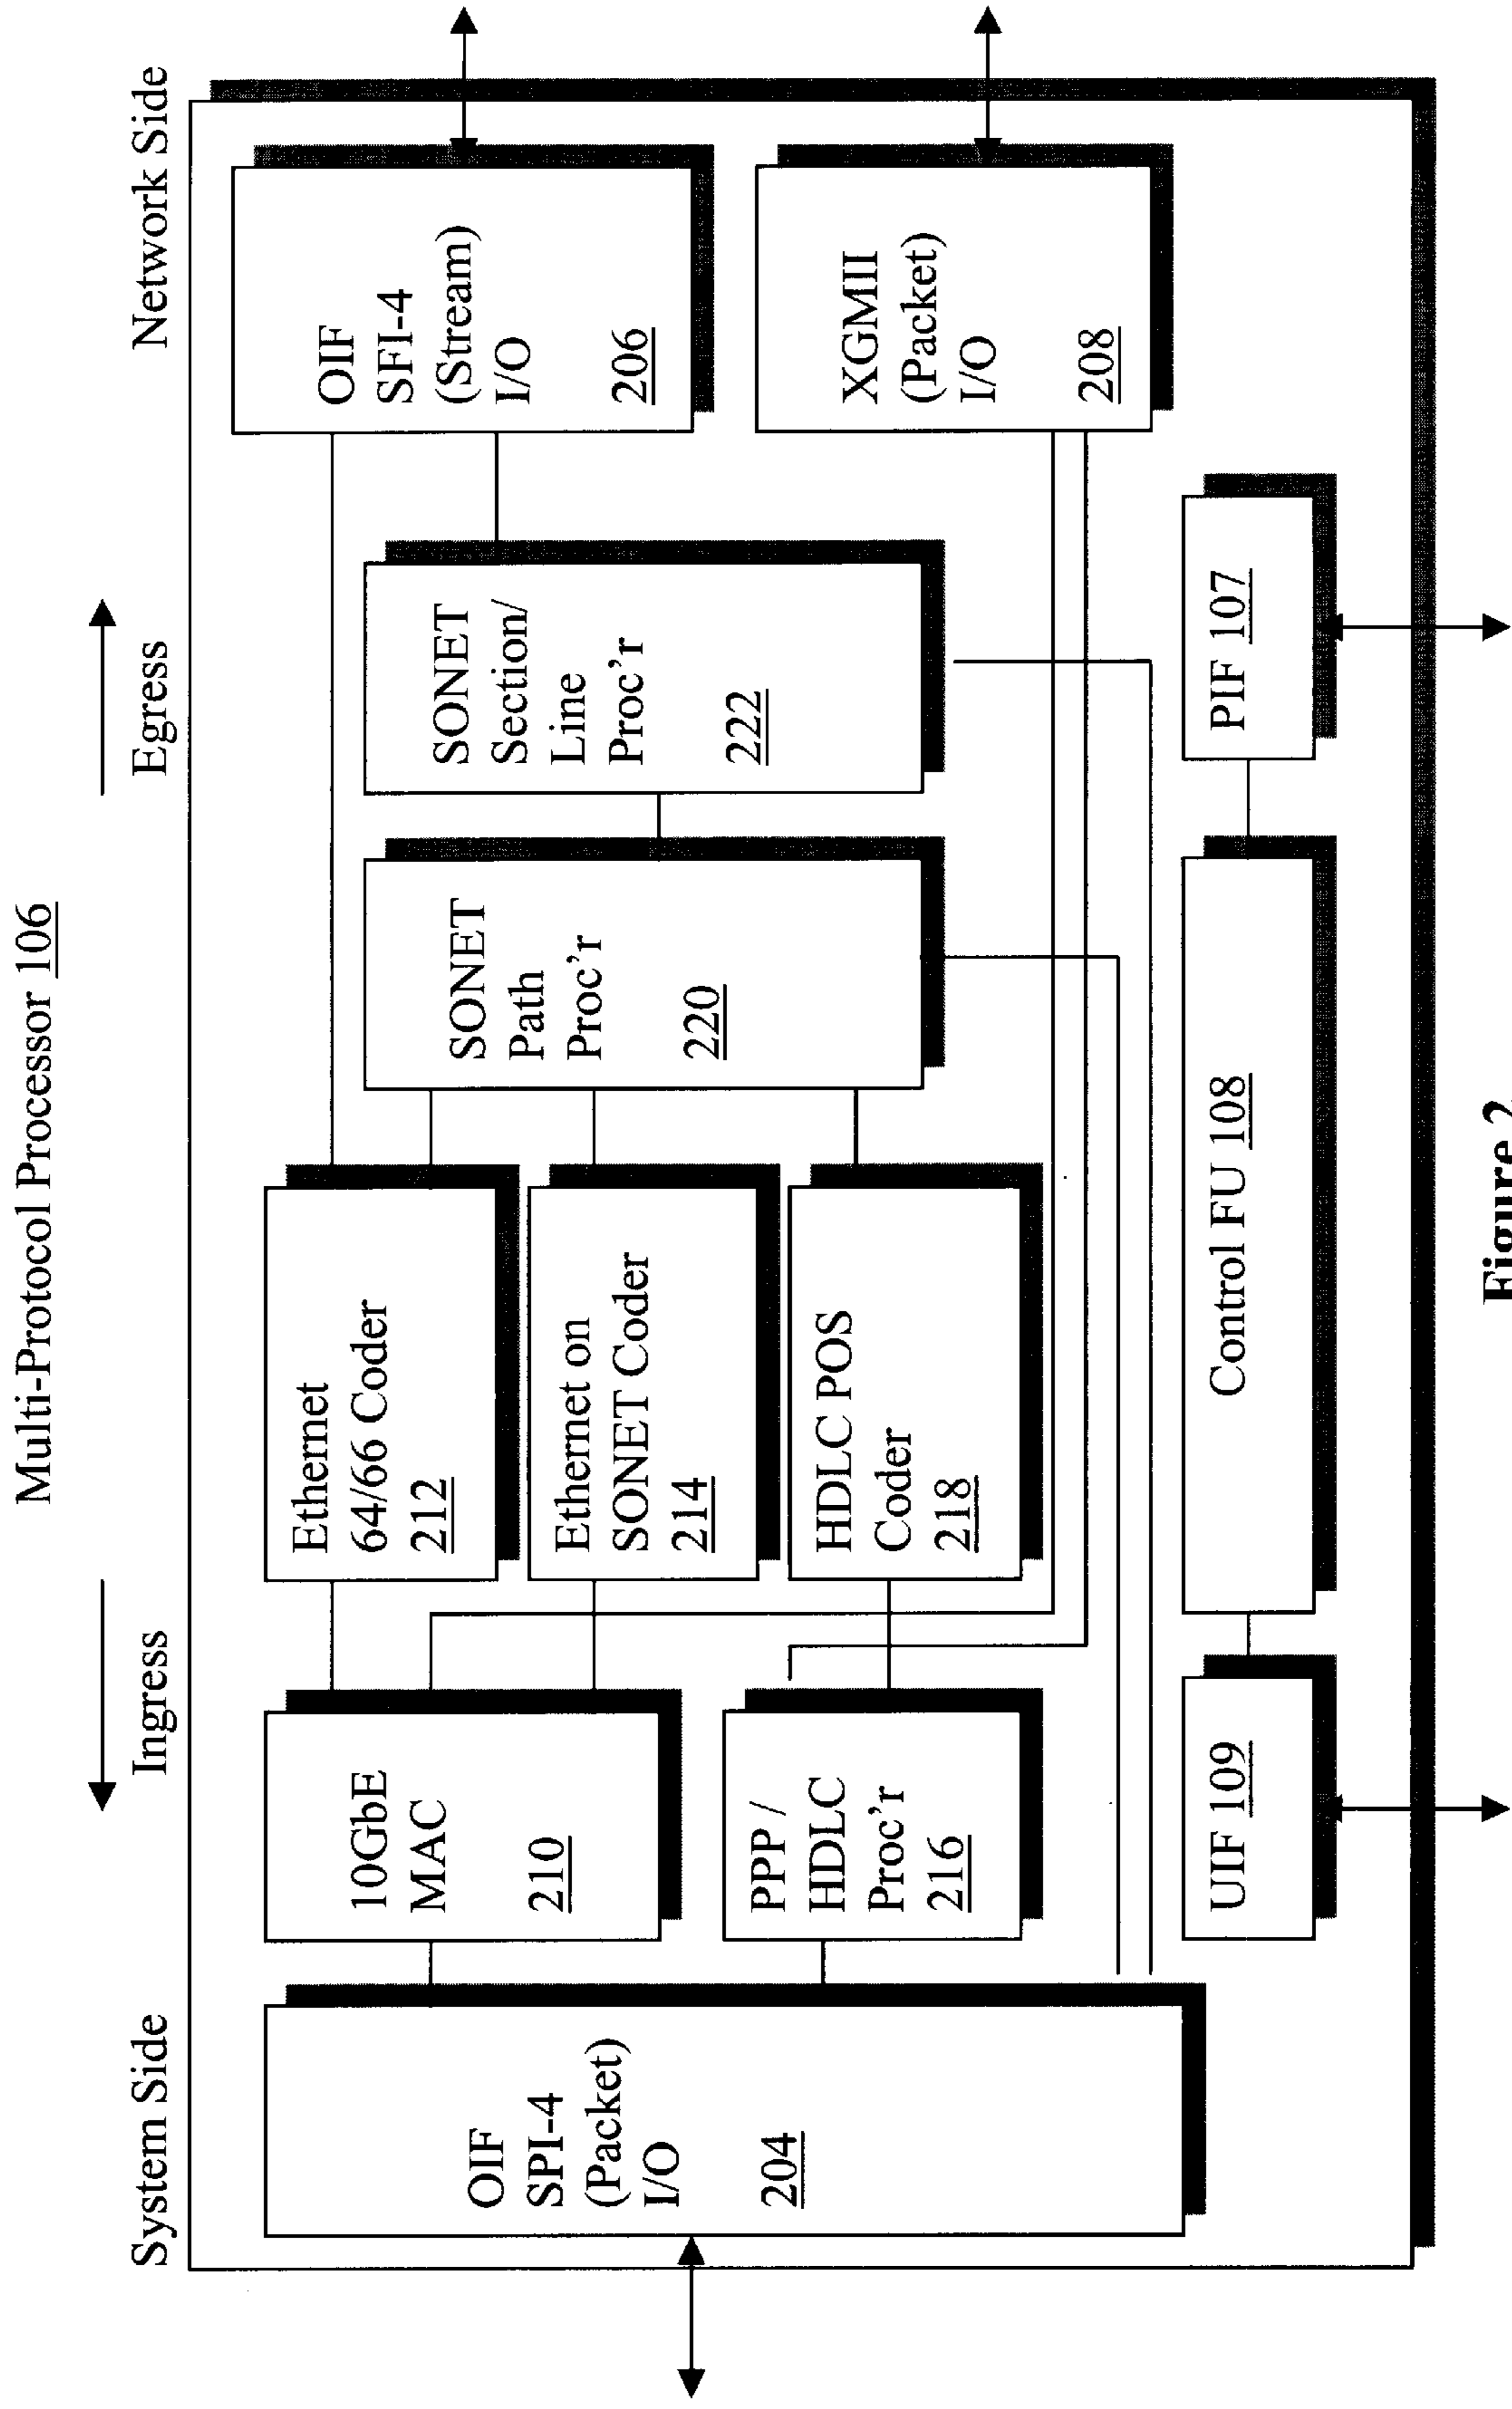 Multi-Protocol Processor 106
System Side
Ingress
Egress
Network Side
OIF
SPI-4
(Packet)
I/O
204
10GbE
MAC
210
PPP /
HDLC
Proc'r
216
Ethernet
64/66 Coder
212
Ethernet on
SONET Coder
214
HDLC POS
Coder
218
SONET
Path
Proc'r
220
SONET
Section/
Line
Proc'r
222
OIF
SFI-4
(Stream)
I/O
206
XGMII
(Packet)
I/O
208
UIF 109
Control FU 108
PIF 107
Figure 2